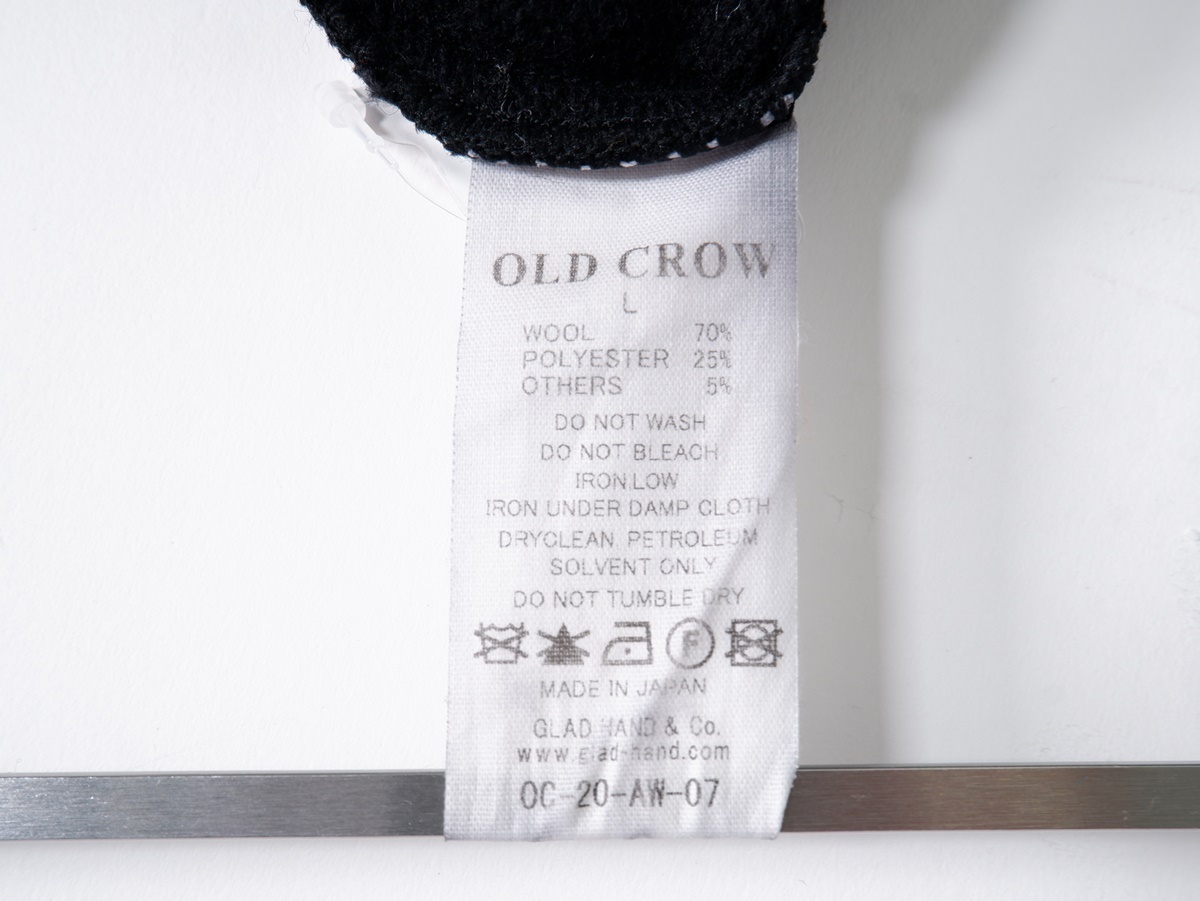 OLD CROW
L
WOOL 70%
POLYESTER 25%
OTHERS 5%
DO NOT WASH
DO NOT BLEACH
IRON LOW
IRON UNDER DAMP CLOTH
DRYCLEAN PETROLEUM
SOLVENT ONLY
DO NOT TUMBLE DRY
F
MADE IN JAPAN
GLAD HAND & Co.
www.glad-hand.com
OC-20-AW-07